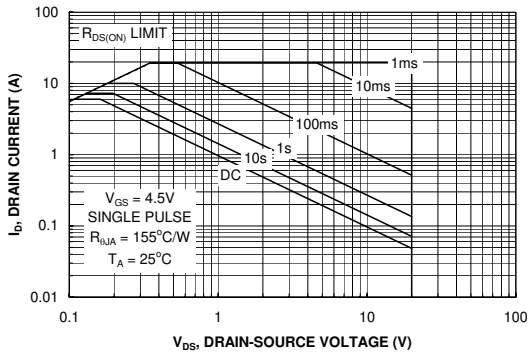 100
R_DS(ON) LIMIT
10
1
0.1
0.01
I_D, DRAIN CURRENT (A)
1ms
10ms
100ms
1s
10s
DC
V_GS = 4.5V
SINGLE PULSE
R_θJA = 155°C/W
T_A = 25°C
0.1
1
10
100
V_DS, DRAIN-SOURCE VOLTAGE (V)